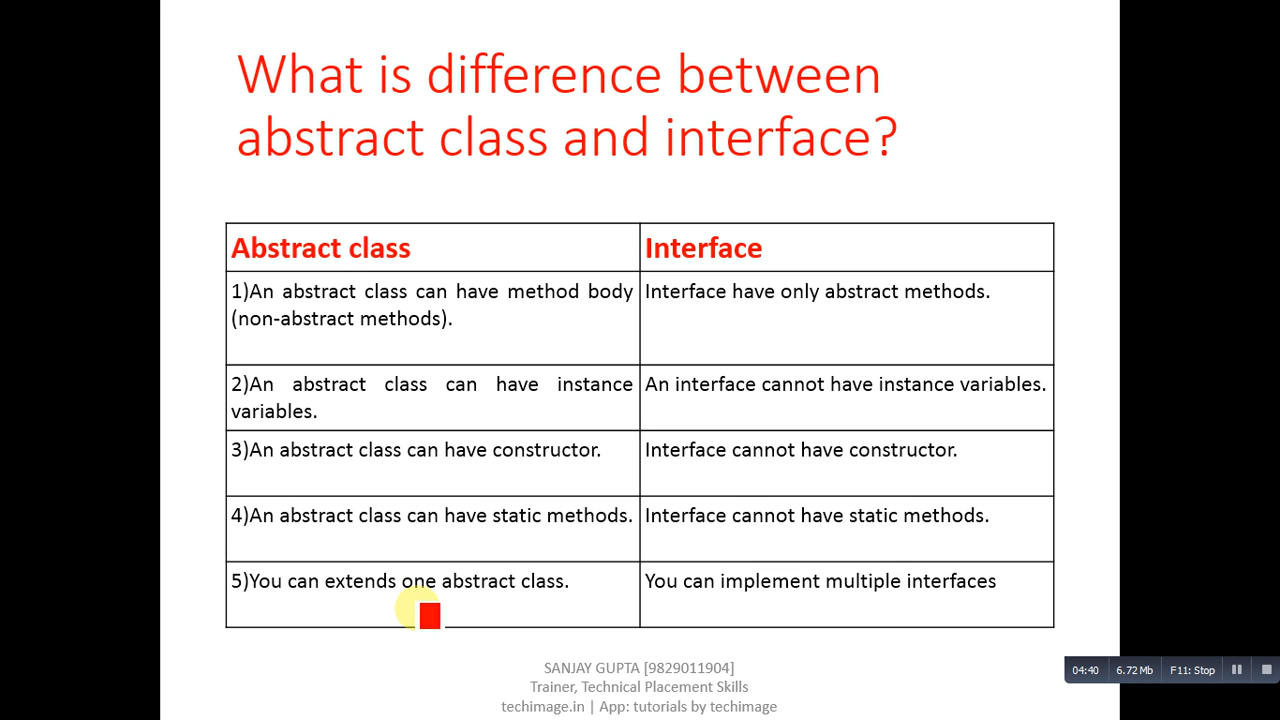 What is difference between
abstract class and interface?
Abstract class
Interface
1)An abstract class can have method body
(non-abstract methods).
Interface have only abstract methods.
2)An abstract class can have instance
variables.
An interface cannot have instance variables.
3)An abstract class can have constructor.
Interface cannot have constructor.
4)An abstract class can have static methods.
Interface cannot have static methods.
5)You can extends one abstract class.
You can implement multiple interfaces
SANJAY GUPTA [9829011904]
Trainer, Technical Placement Skills
techimage.in | App: tutorials by techimage
04:40 6.72 Mb F11: Stop